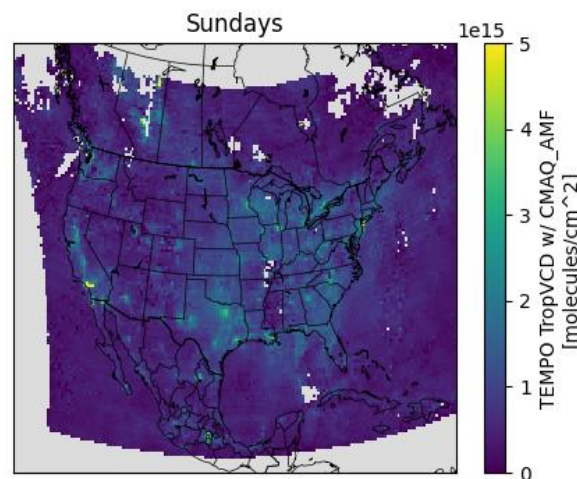 Sundays
1e15
5
4
3
2
1
0
TEMPO TropVCD w/ CMAQ_AMF
[molecules/cm^2]